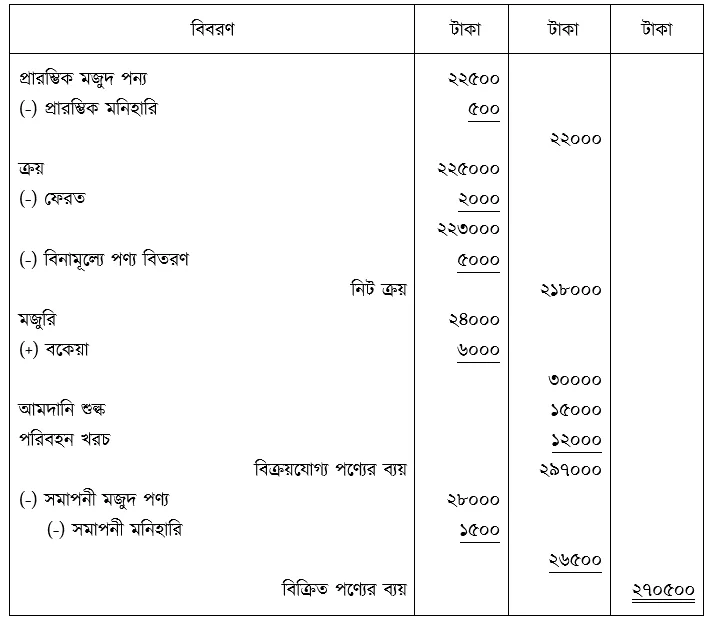 বিবরণ টাকা টাকা টাকা
প্রারম্ভিক মজুদ পন্য ২২৫০০
(-) প্রারম্ভিক মনিহারি ৫০০
২২০০০
ক্রয় ২২৫০০০
(-) ফেরত ২০০০
২২৩০০০
(-) বিনামূল্যে পণ্য বিতরণ ৫০০০
নিট ক্রয় ২১৮০০০
মজুরি ২৪০০০
(+) বকেয়া ৬০০০
৩০০০০
আমদানি শুল্ক ১৫০০০
পরিবহন খরচ ১২০০০
বিক্রয়যোগ্য পণ্যের ব্যয় ২৯৭০০০
(-) সমাপনী মজুদ পণ্য ২৮০০০
(-) সমাপনী মনিহারি ১৫০০
২৬৫০০
বিক্রিত পণ্যের ব্যয় ২৭০৫০০